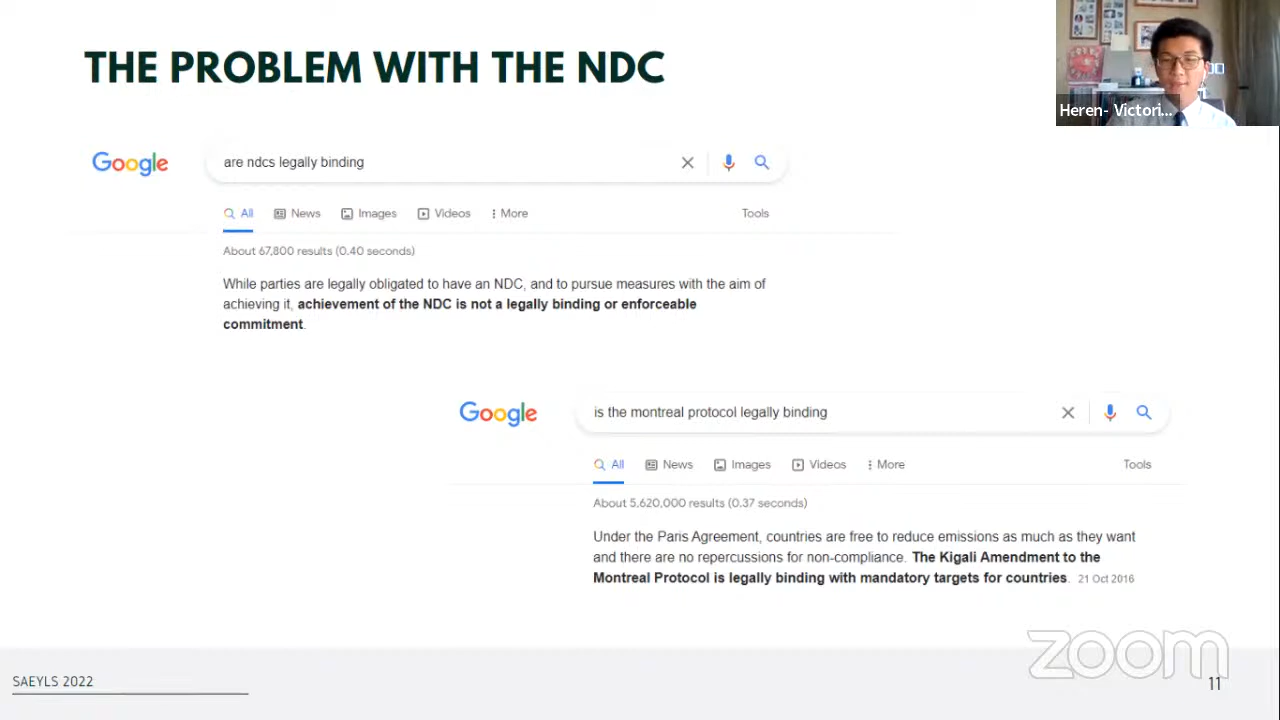 THE PROBLEM WITH THE NDC
Heren- Victori...
Google
are ndcs legally binding
All News Images Videos More Tools
About 67,800 results (0.40 seconds)
While parties are legally obligated to have an NDC, and to pursue measures with the aim of
achieving it, achievement of the NDC is not a legally binding or enforceable
commitment.
Google
is the montreal protocol legally binding
All News Images Videos More Tools
About 5,620,000 results (0.37 seconds)
Under the Paris Agreement, countries are free to reduce emissions as much as they want
and there are no repercussions for non-compliance. The Kigali Amendment to the
Montreal Protocol is legally binding with mandatory targets for countries. 21 Oct 2016
zoom
SAEYLS 2022
11